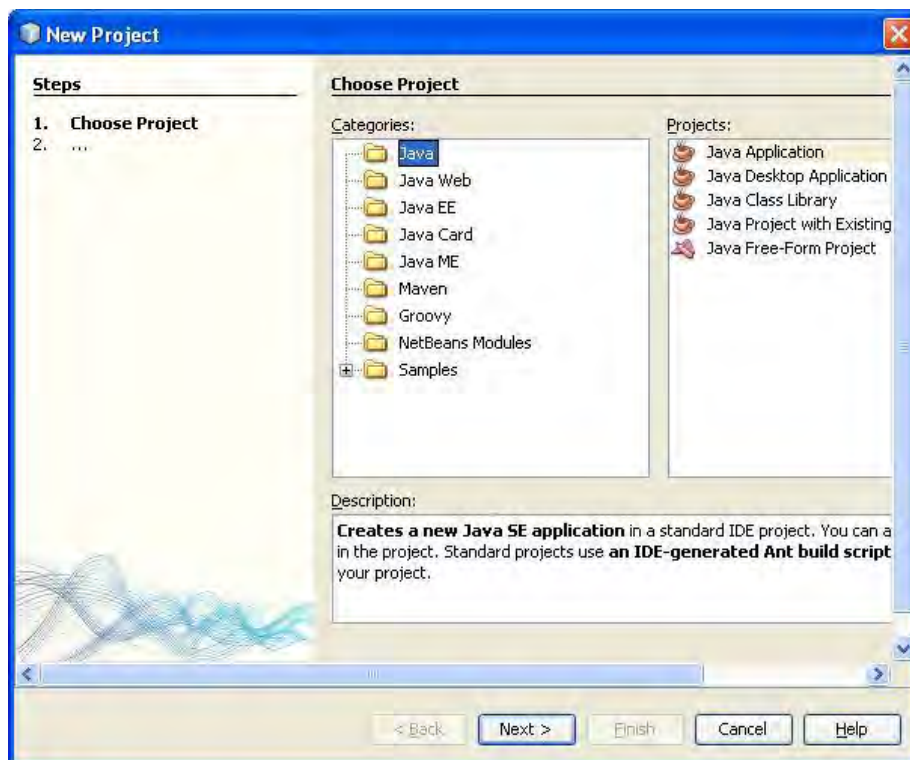 New Project
Steps
1. Choose Project
2. ...
Choose Project
Categories:
Java
Java Web
Java EE
Java Card
Java ME
Maven
Groovy
NetBeans Modules
Samples
Projects:
Java Application
Java Desktop Application
Java Class Library
Java Project with Existing
Java Free-Form Project
Description:
Creates a new Java SE application in a standard IDE project. You can a
in the project. Standard projects use an IDE-generated Ant build script
your project.
< Back
Next >
Finish
Cancel
Help